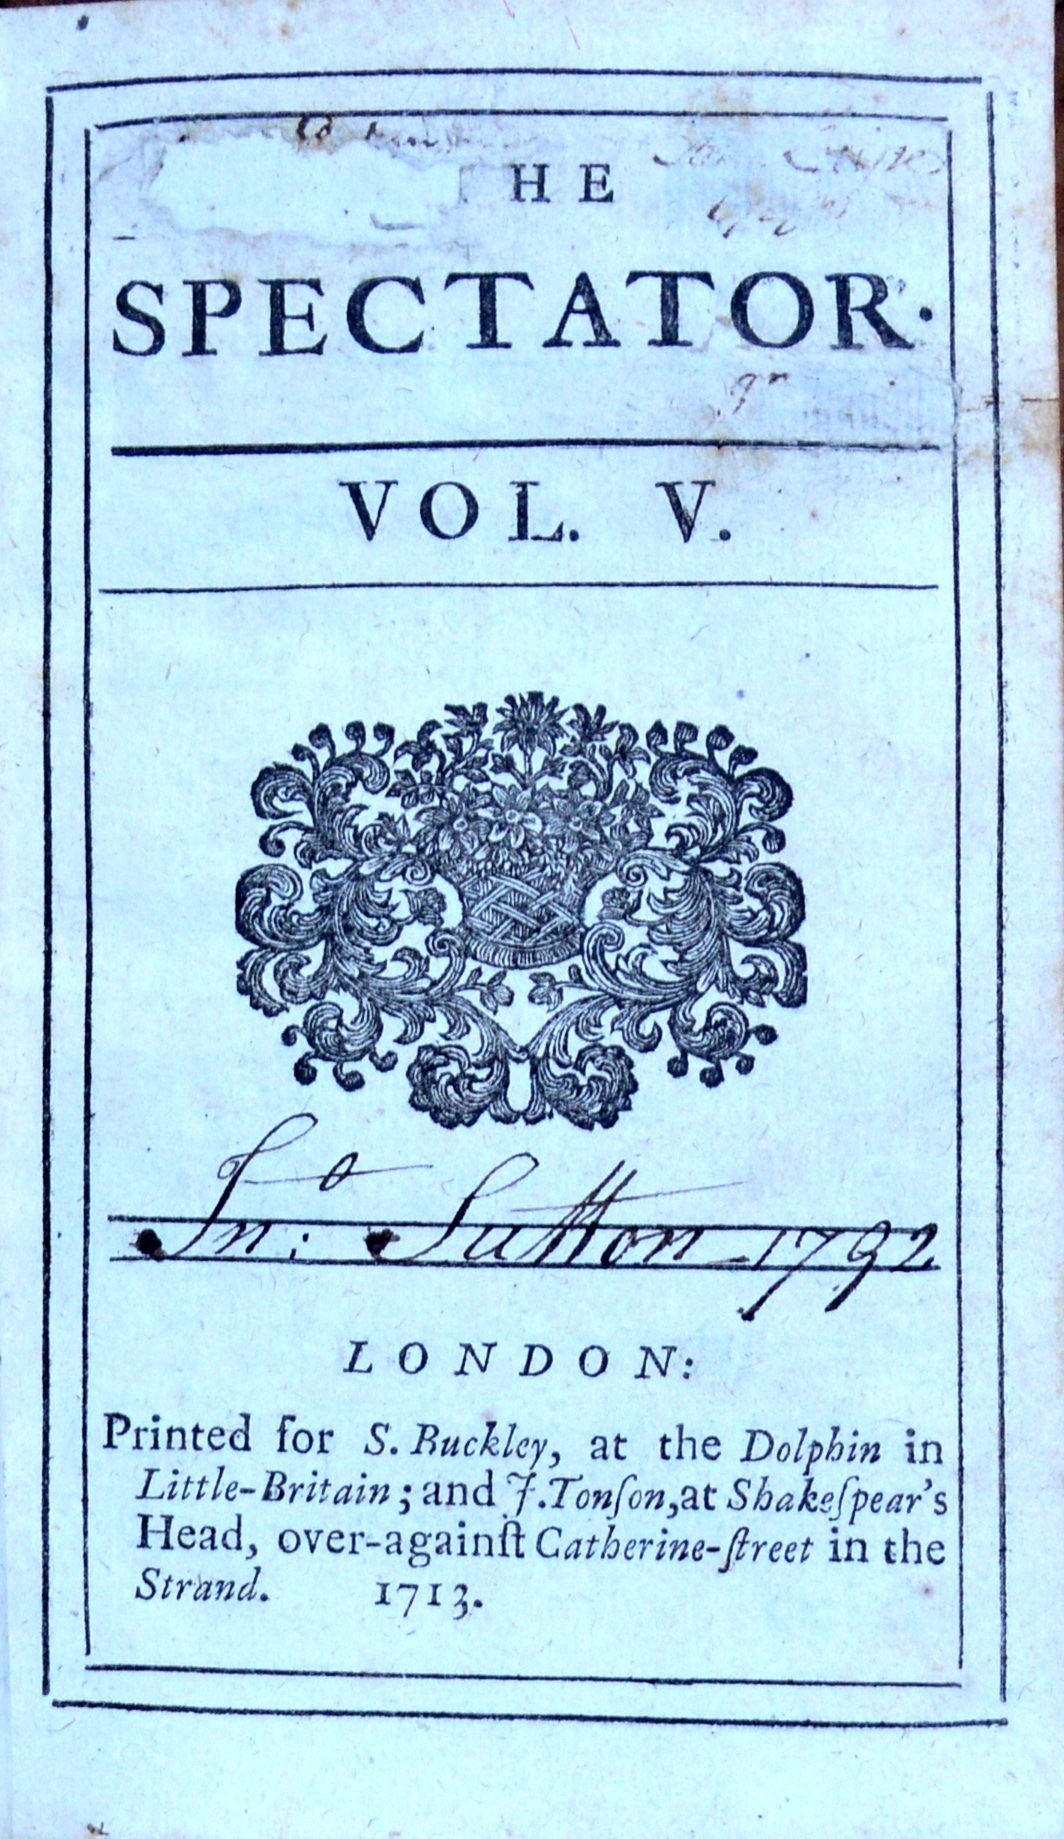 HE
SPECTATOR.
VOL. V.
Jnº: Sutton 1792
LONDON:
Printed for S. Buckley, at the Dolphin in
Little-Britain; and J. Tonſon, at Shakeſpear's
Head, over-againſt Catherine-ſtreet in the
Strand. 1713.